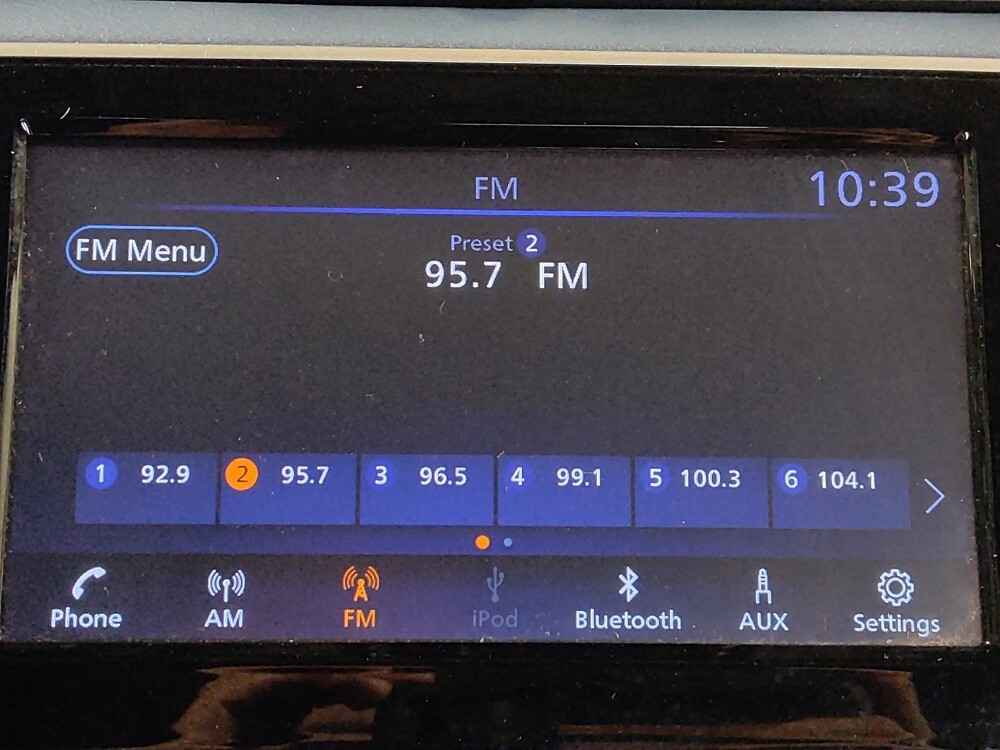 FM 10:39
FM Menu
Preset 2
95.7 FM
1 92.9 2 95.7 3 96.5 4 99.1 5 100.3 6 104.1
Phone AM FM iPod Bluetooth AUX Settings